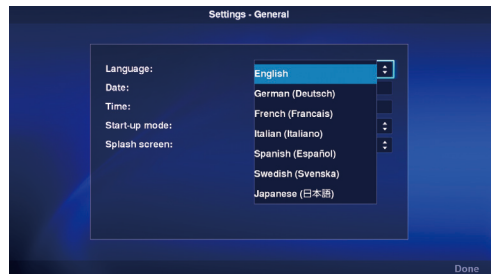 Settings - General
Language:
English
Date:
German (Deutsch)
Time:
French (Francais)
Start-up mode:
Italian (Italiano)
Splash screen:
Spanish (Español)
Swedish (Svenska)
Japanese (日本語)
Done